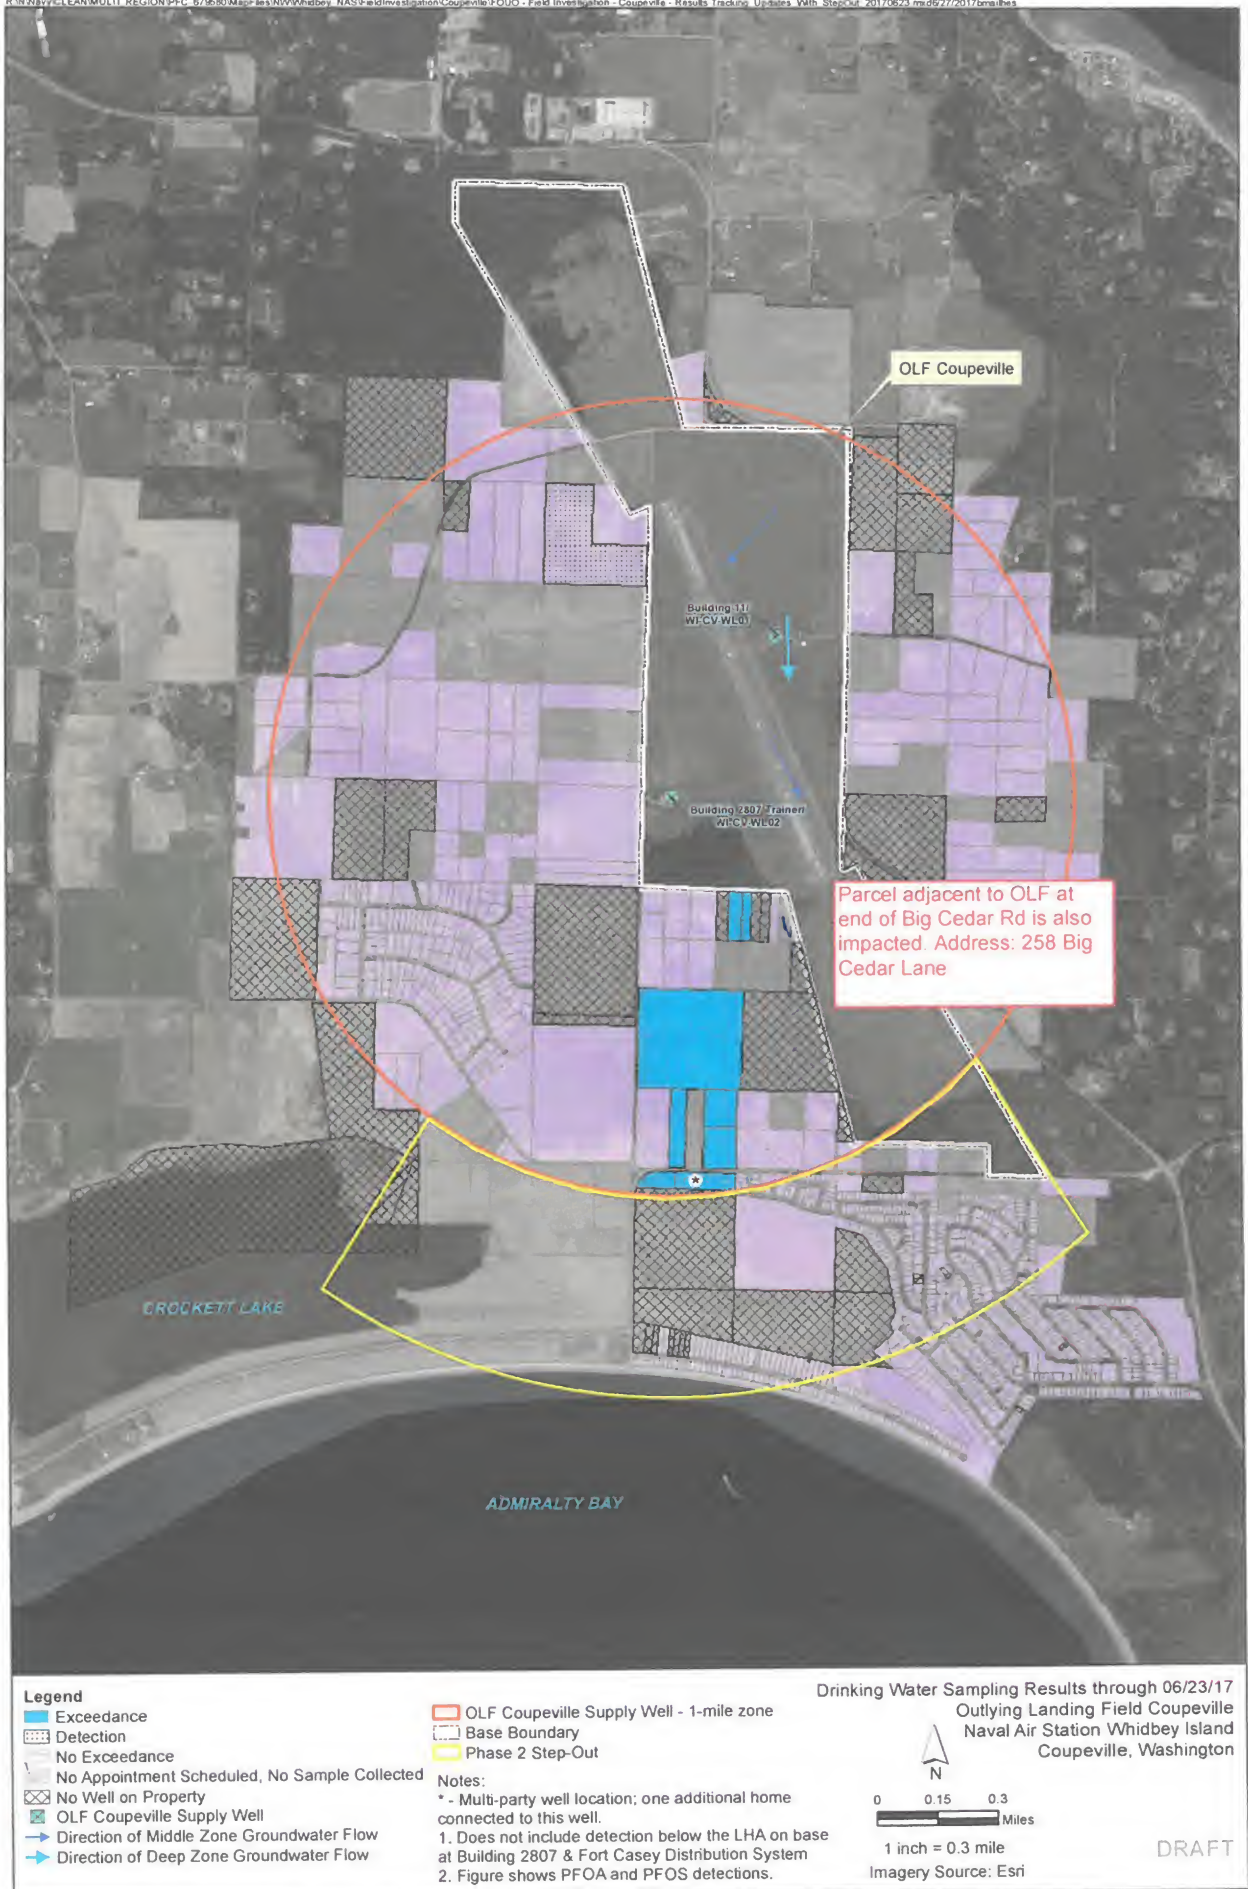 OLF Coupeville
Building 11/
WI-CV-WL01
Building 2807 Trainer/
WI-CV-WL02
Parcel adjacent to OLF at
end of Big Cedar Rd is also
impacted. Address: 258 Big
Cedar Lane
CROCKETT LAKE
ADMIRALTY BAY
Legend
Exceedance
Detection
No Exceedance
No Appointment Scheduled, No Sample Collected
No Well on Property
OLF Coupeville Supply Well
Direction of Middle Zone Groundwater Flow
Direction of Deep Zone Groundwater Flow
OLF Coupeville Supply Well - 1-mile zone
Base Boundary
Phase 2 Step-Out
Notes:
* - Multi-party well location; one additional home
connected to this well.
1. Does not include detection below the LHA on base
at Building 2807 & Fort Casey Distribution System
2. Figure shows PFOA and PFOS detections.
Drinking Water Sampling Results through 06/23/17
Outlying Landing Field Coupeville
Naval Air Station Whidbey Island
Coupeville, Washington
N
0 0.15 0.3
Miles
1 inch = 0.3 mile
Imagery Source: Esri
DRAFT